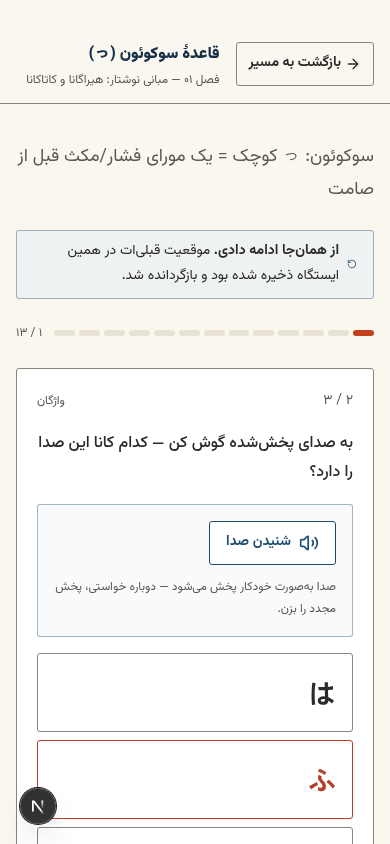 بازگشت به مسیر
قاعدهٔ سوکوئون (っ)
فصل ۰۱ — مبانی نوشتار: هیراگانا و کاتاکانا
سوکوئون: っ کوچک = یک مورای فشار/مکث قبل از
صامت
از همان‌جا ادامه دادی. موقعیت قبلی‌ات در همین
ایستگاه ذخیره شده بود و بازگردانده شد.
۱ / ۱۳
۲ / ۳
واژگان
به صدای پخش‌شده گوش کن — کدام کانا این صدا
را دارد؟
شنیدن صدا
صدا به‌صورت خودکار پخش می‌شود — دوباره خواستی، پخش
مجدد را بزن.
は
ふ
N